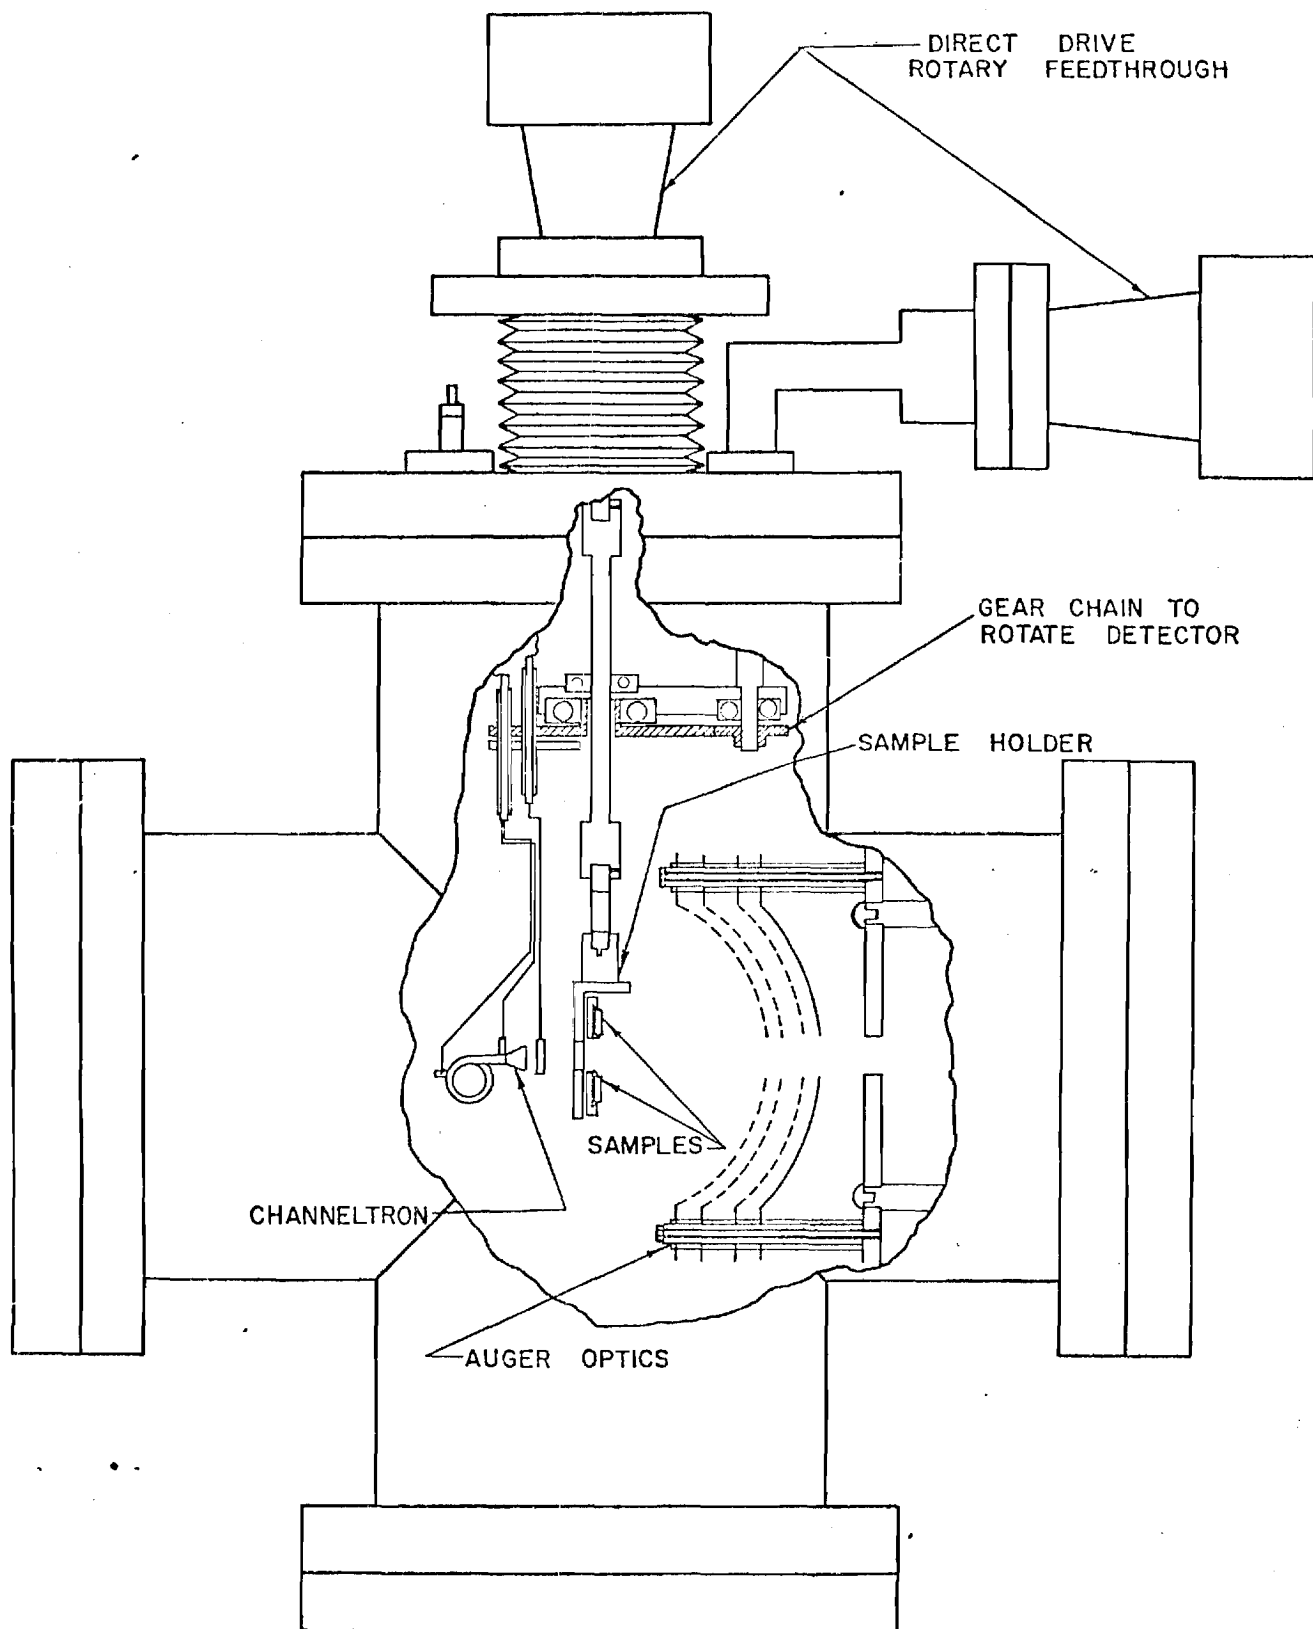 DIRECT DRIVE
ROTARY FEEDTHROUGH
GEAR CHAIN TO
ROTATE DETECTOR
SAMPLE HOLDER
SAMPLES
CHANNELTRON
AUGER OPTICS